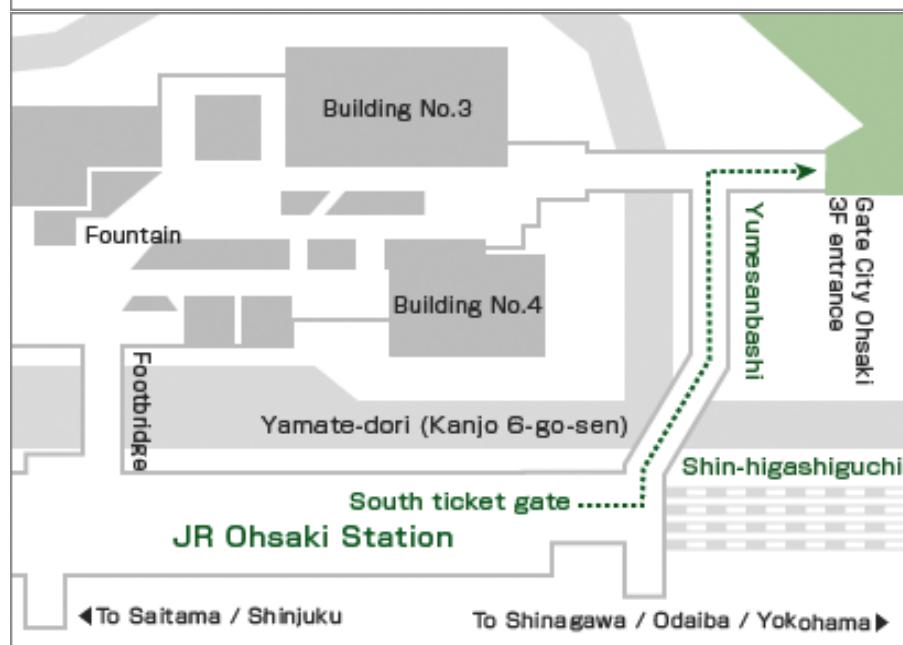 Building No.3
Fountain
Building No.4
Yumesanbashi
Gate City Ohsaki
3F entrance
Footbridge
Yamate-dori (Kanjo 6-go-sen)
Shin-higashiguchi
South ticket gate
JR Ohsaki Station
◀To Saitama / Shinjuku
To Shinagawa / Odaiba / Yokohama▶